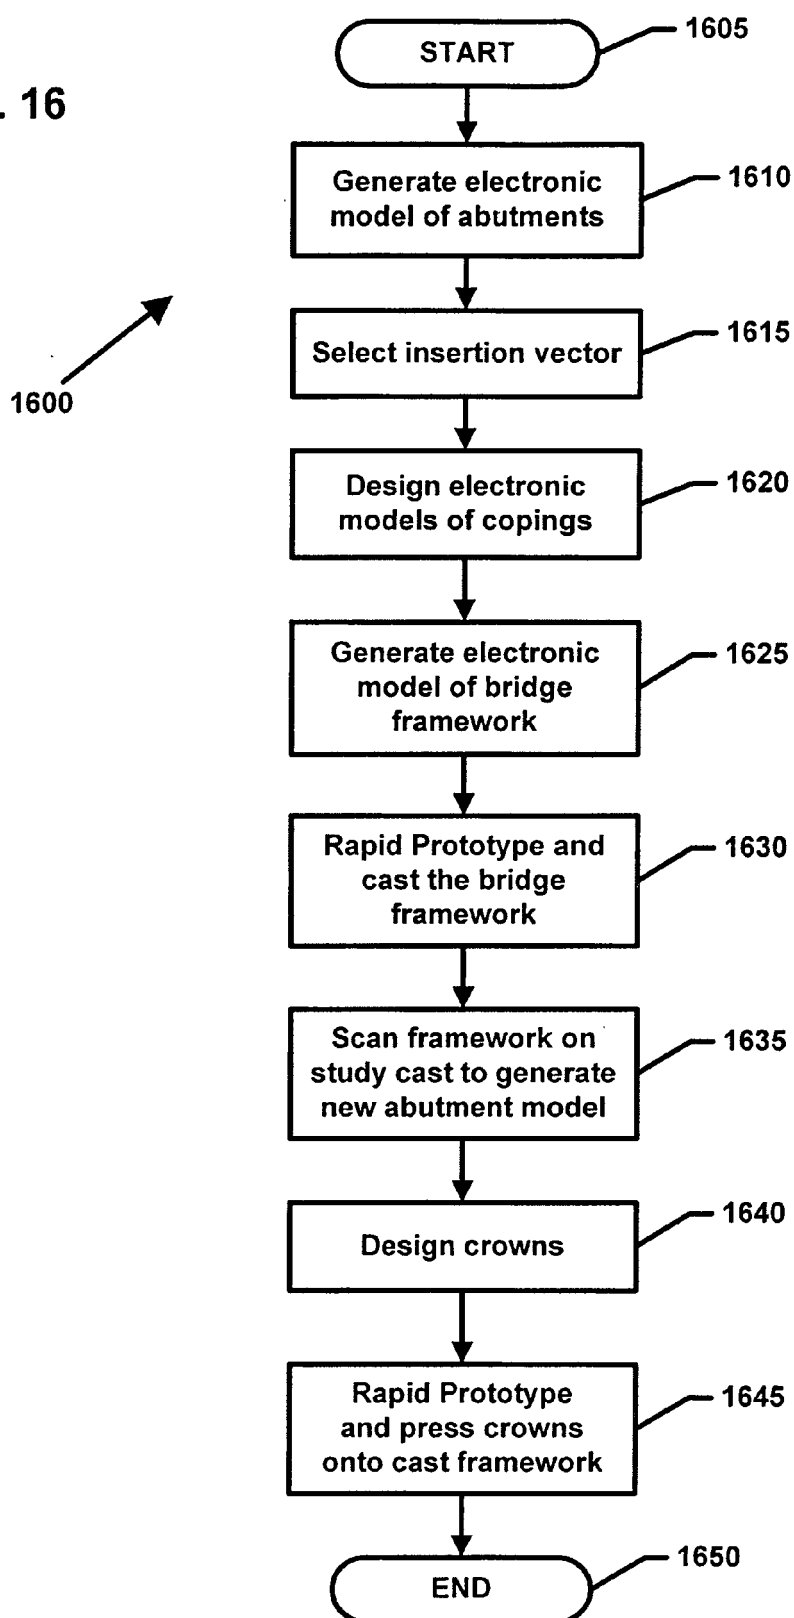 START
1605
. 16
Generate electronic
model of abutments
1610
Select insertion vector
1615
1600
Design electronic
models of copings
1620
Generate electronic
model of bridge
framework
1625
Rapid Prototype and
cast the bridge
framework
1630
Scan framework on
study cast to generate
new abutment model
1635
Design crowns
1640
Rapid Prototype
and press crowns
onto cast framework
1645
END
1650